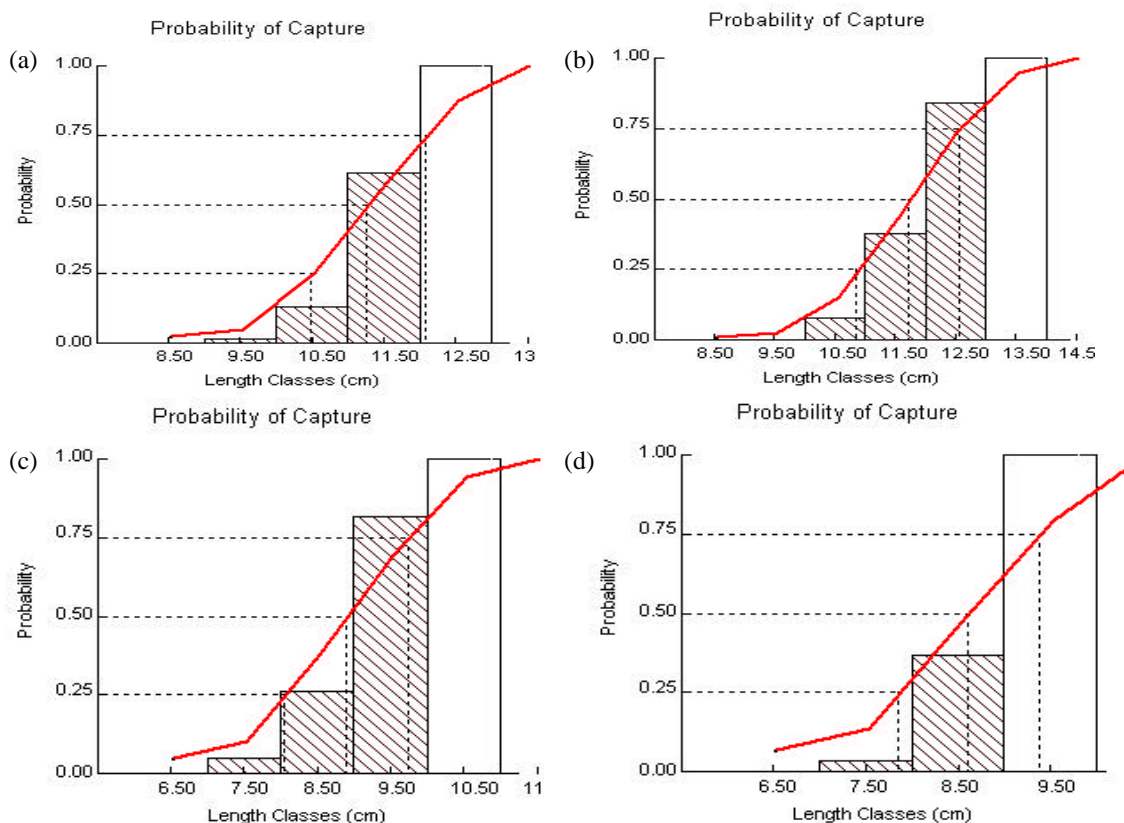 Probability of Capture
(a)
1.00
0.75
0.50
0.25
0.00
Probability
8.50 9.50 10.50 11.50 12.50 13
Length Classes (cm)
Probability of Capture
(b)
1.00
0.75
0.50
0.25
0.00
Probability
8.50 9.50 10.50 11.50 12.50 13.50 14.5
Length Classes (cm)
Probability of Capture
(c)
1.00
0.75
0.50
0.25
0.00
Probability
6.50 7.50 8.50 9.50 10.50 11
Length Classes (cm)
Probability of Capture
(d)
1.00
0.75
0.50
0.25
0.00
Probability
6.50 7.50 8.50 9.50
Length Classes (cm)